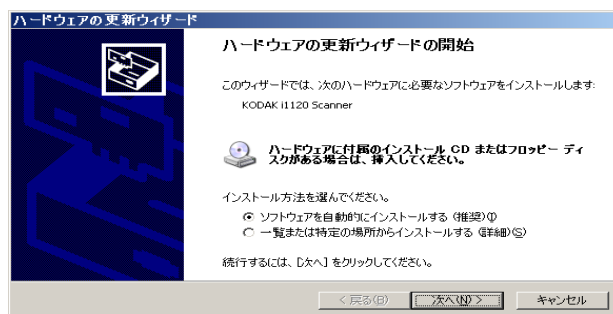 ハードウェアの更新ウィザード
ハードウェアの更新ウィザードの開始
このウィザードでは、次のハードウェアに必要なソフトウェアをインストールします:
KODAK i1120 Scanner
ハードウェアに付属のインストール CD またはフロッピー ディ
スクがある場合は、挿入してください。
インストール方法を選んでください。
ソフトウェアを自動的にインストールする (推奨)(I)
一覧または特定の場所からインストールする (詳細)(S)
続行するには、[次へ] をクリックしてください。
< 戻る(B)
次へ(N) >
キャンセル